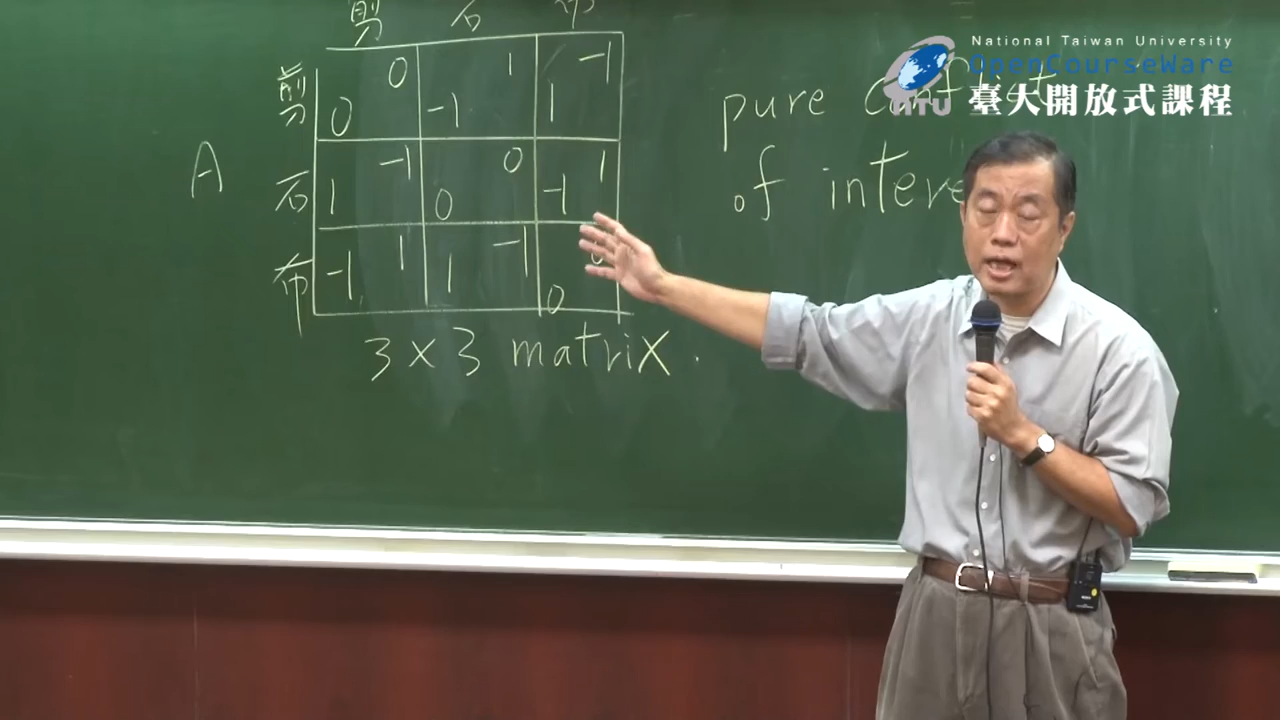 National Taiwan University
OpenCourseWare
臺大開放式課程
NTU
剪 石 布
剪 0 0 -1 1 1 -1
A 石 1 -1 0 0 -1 1
布 -1 1 1 -1 0
3 x 3 matrix.
pure
of